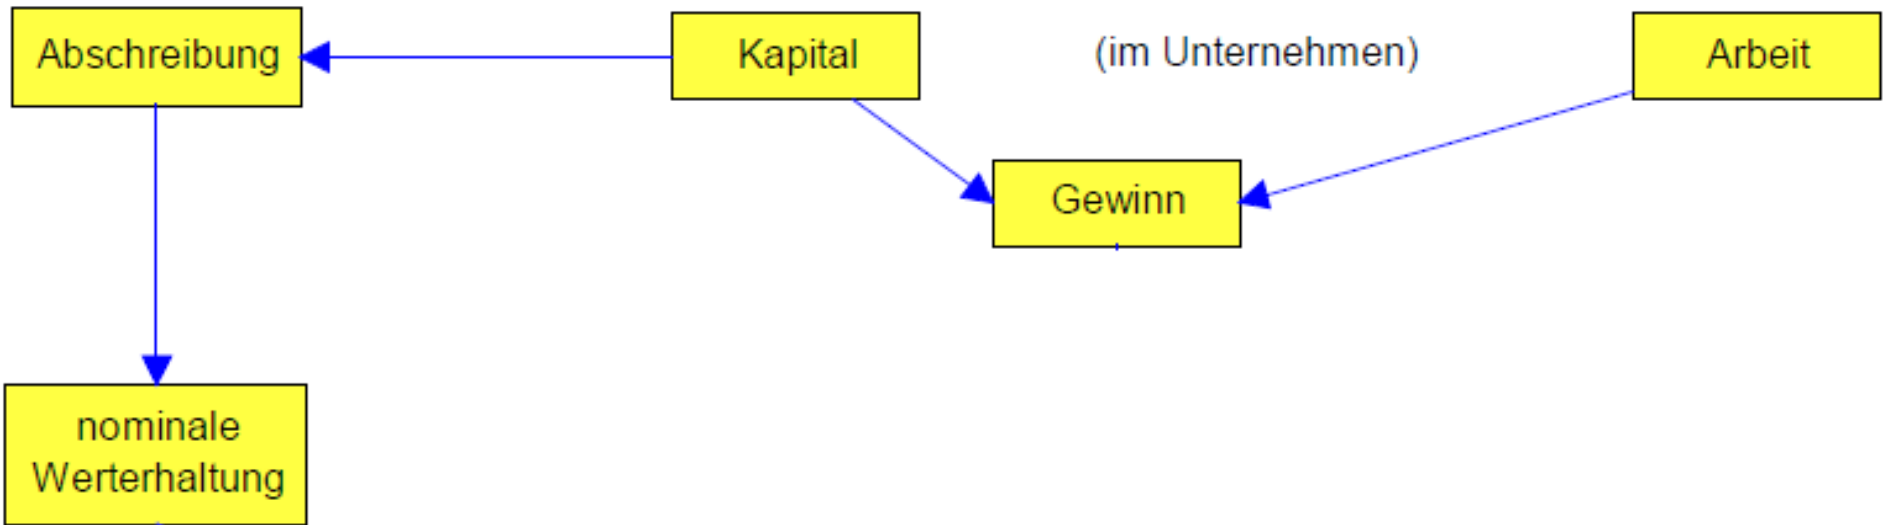 Abschreibung
Kapital
(im Unternehmen)
Arbeit
Gewinn
nominale
Werterhaltung